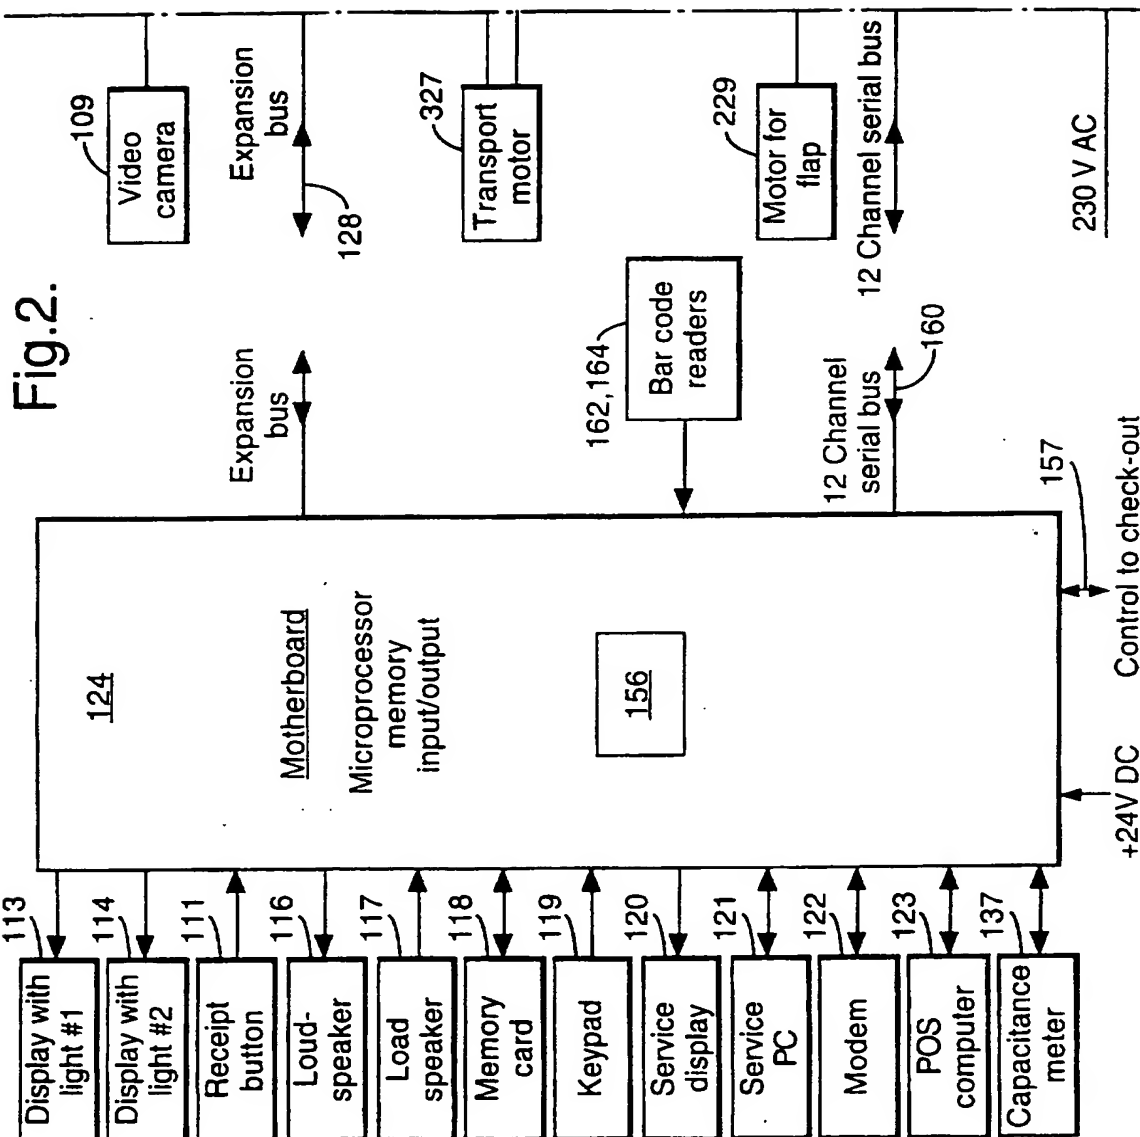 Fig.2.
113
Display with
light #1
114
Display with
light #2
111
Receipt
button
116
Loud-
speaker
117
Load
speaker
118
Memory
card
119
Keypad
120
Service
display
121
Service
PC
122
Modem
123
POS
computer
137
Capacitance
meter
124
Motherboard
Microprocessor
memory
input/output
156
+24V DC
Control to check-out
157
Expansion
bus
162,164
Bar code
readers
12 Channel
serial bus
160
109
Video
camera
Expansion
bus
128
327
Transport
motor
229
Motor for
flap
12 Channel serial bus
230 V AC